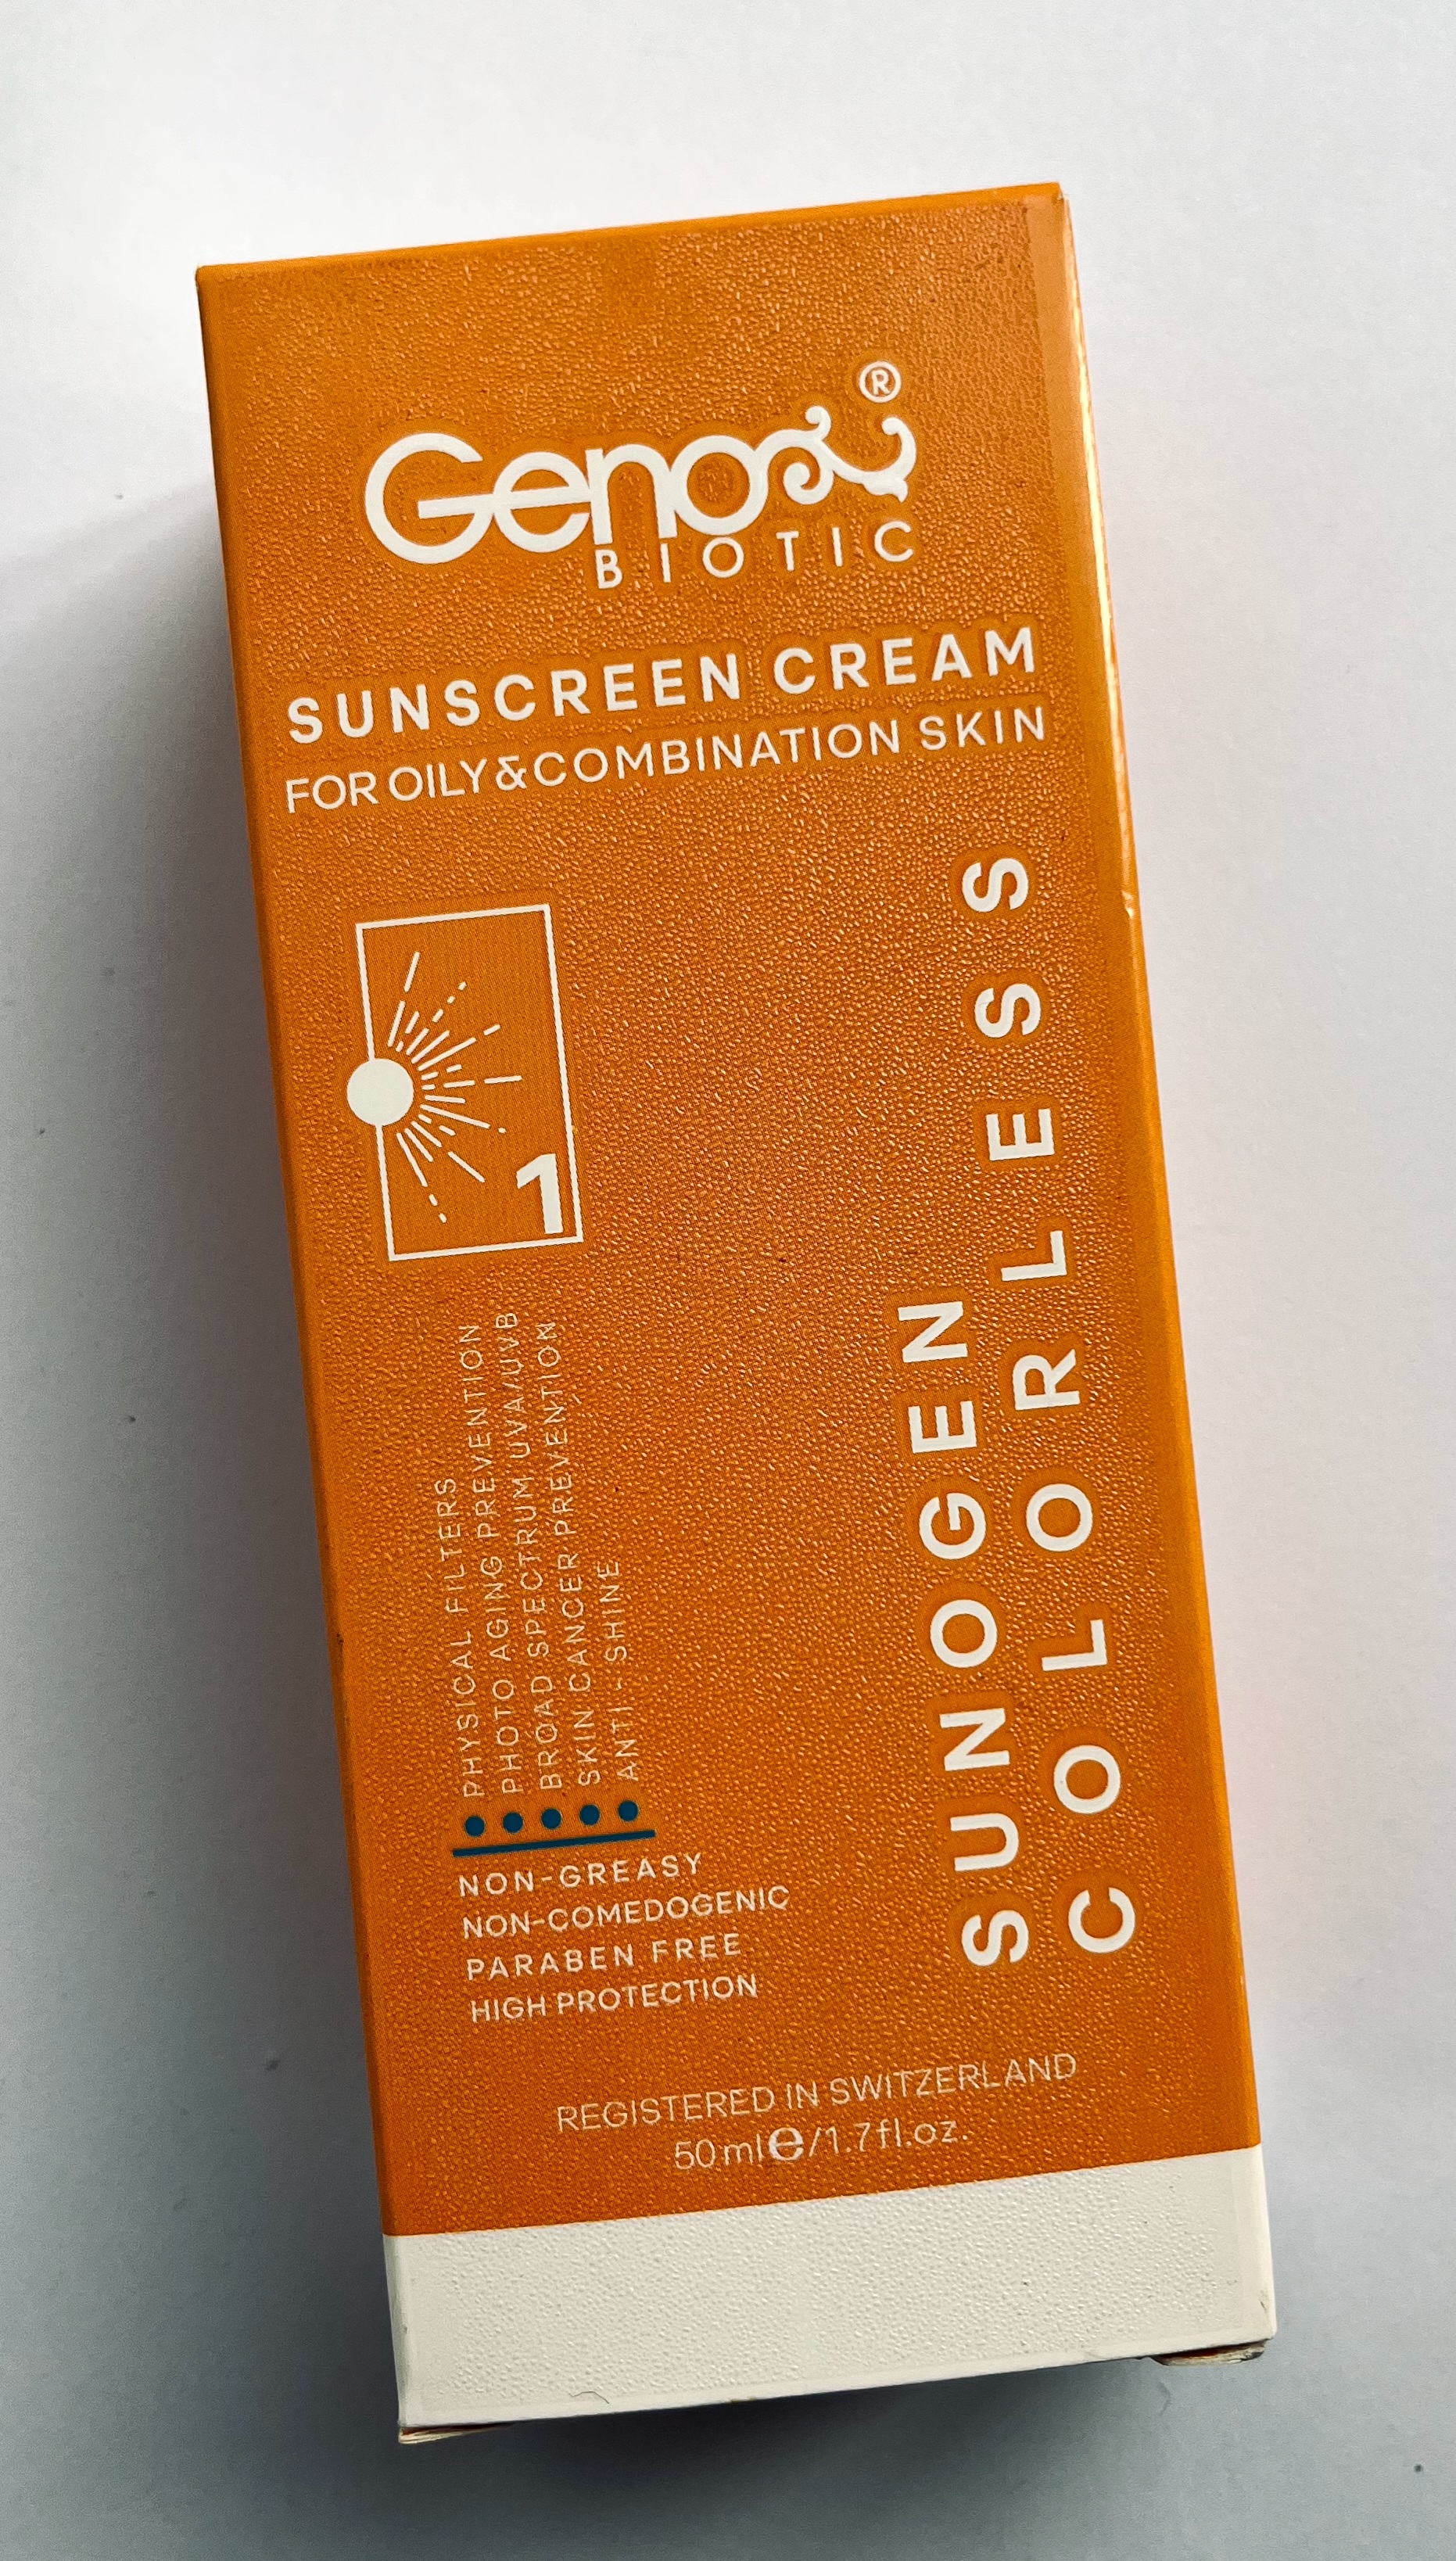 Geno
®
BIOTIC
SUNSCREEN CREAM
FOR OILY&COMBINATION SKIN
1
PHYSICAL FILTERS
PHOTO AGING PREVENTION
BROAD SPECTRUM UVA/UVB
SKIN CANCER PREVENTION
ANTI - SHINE
NON-GREASY
NON-COMEDOGENIC
PARABEN FREE
HIGH PROTECTION
SUNOGEN
COLORLESS
REGISTERED IN SWITZERLAND
50ml℮/1.7fl.oz.